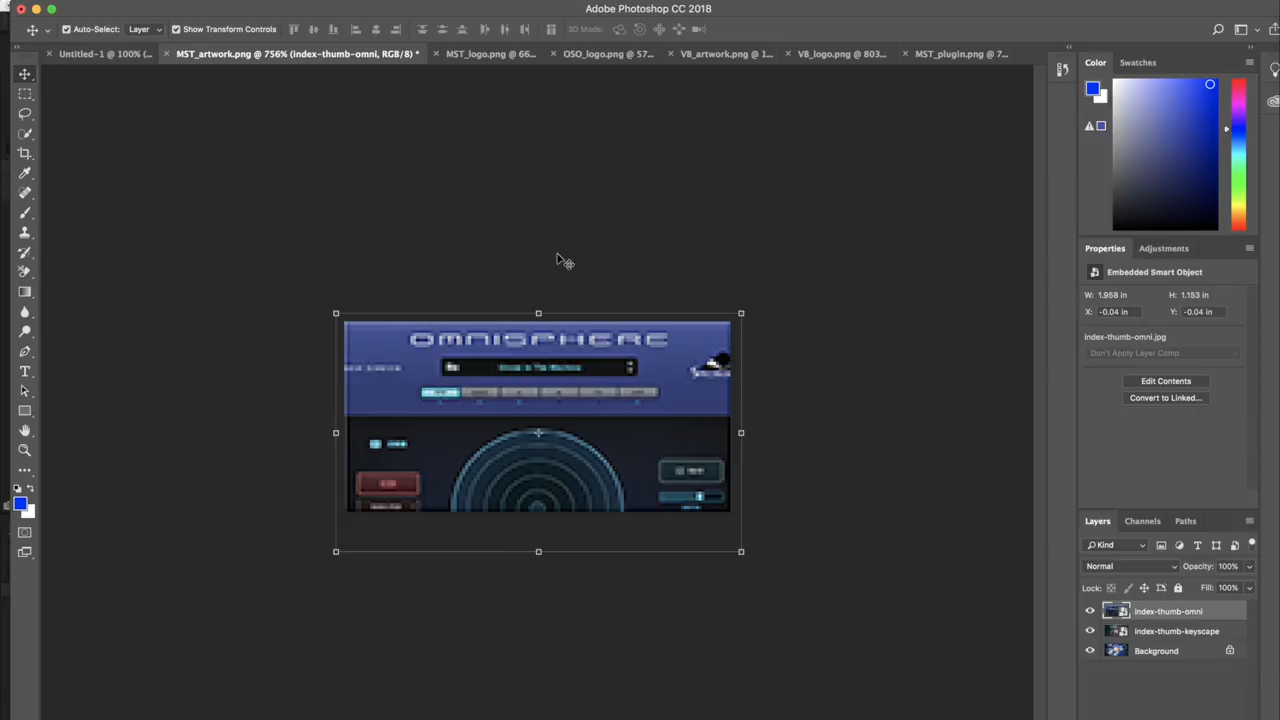 Adobe Photoshop CC 2018
Auto-Select: Layer Show Transform Controls 3D Mode:
Untitled-1 @ 100% (... MST_artwork.png @ 756% (index-thumb-omni, RGB/8) * MST_logo.png @ 66... OSO_logo.png @ 57... VB_artwork.png @ 1... VB_logo.png @ 803... MST_plugin.png @ 7...
Color Swatches
OMNISPHERE
Properties Adjustments
Embedded Smart Object
W: 1.958 in H: 1.153 in
X: -0.04 in Y: -0.04 in
index-thumb-omni.jpg
Don't Apply Layer Comp
Edit Contents
Convert to Linked...
Layers Channels Paths
Kind
Normal Opacity: 100%
Lock: Fill: 100%
index-thumb-omni
index-thumb-keyscape
Background